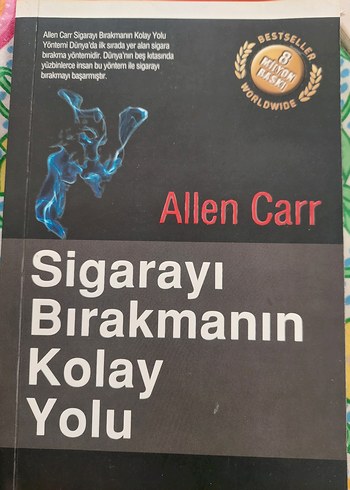 Allen Carr Sigarayı Bırakmanın Kolay Yolu
Yöntemi Dünya'da ilk sırada yer alan sigara
bırakma yöntemidir. Dünya'nın beş kıtasında
yüzbinlerce insan bu yöntem ile sigarayı
bırakmayı başarmıştır.
BESTSELLER
8
MİLYON
BASKI
WORLDWIDE
Allen Carr
Sigarayı
Bırakmanın
Kolay
Yolu